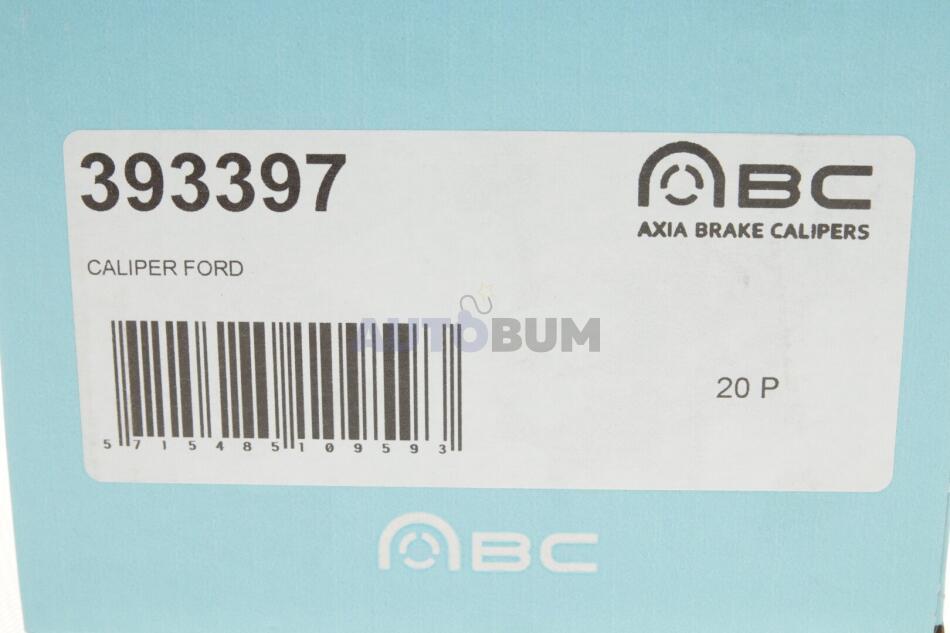 393397
ABC
AXIA BRAKE CALIPERS
CALIPER FORD
AUTOBUM
20 P
5 715485 109593
ABC